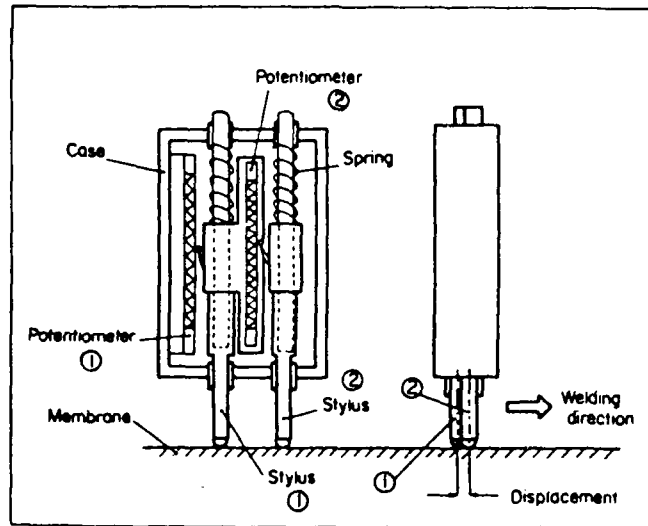 Potentiometer
②
Case
Spring
Potentiometer
①
②
Stylus
Membrane
Stylus
①
②
①
Welding
direction
Displacement